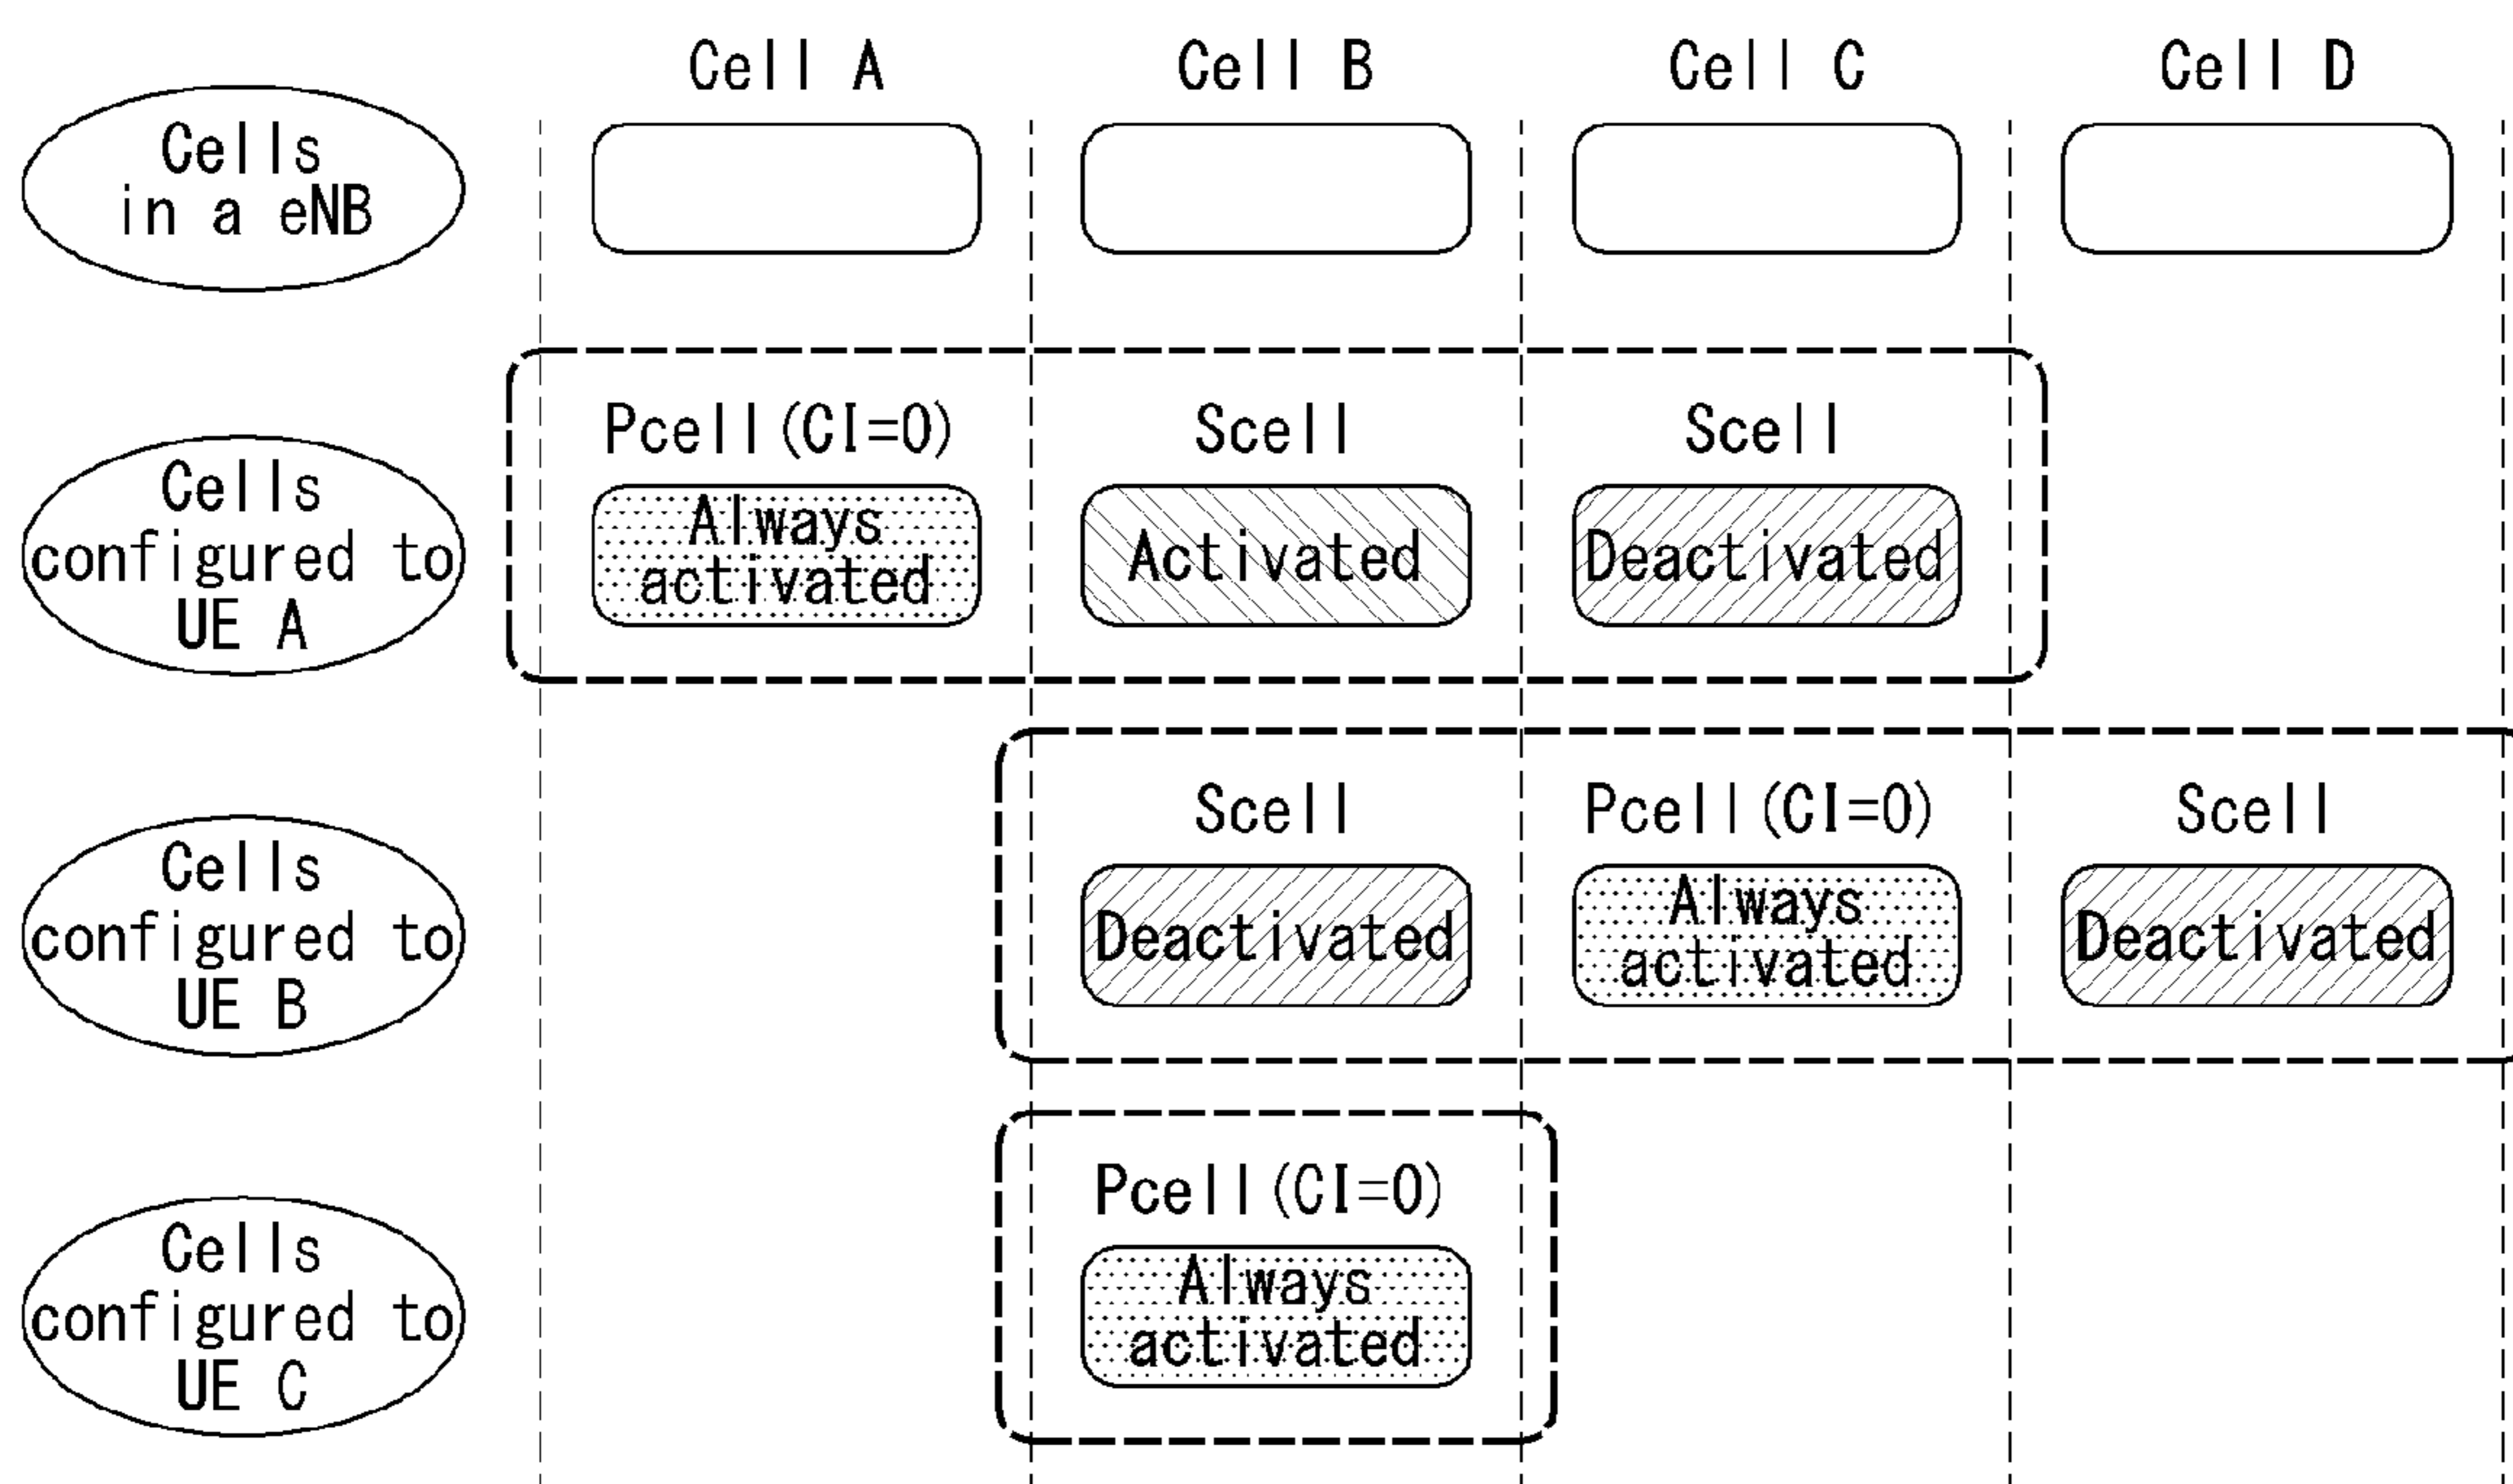 Cell A Cell B Cell C Cell D
Cells
in a eNB
Pcell(CI=0) Scell Scell
Cells
configured to
UE A
Always
activated
Activated
Deactivated
Scell Pcell(CI=0) Scell
Cells
configured to
UE B
Deactivated
Always
activated
Deactivated
Pcell(CI=0)
Cells
configured to
UE C
Always
activated